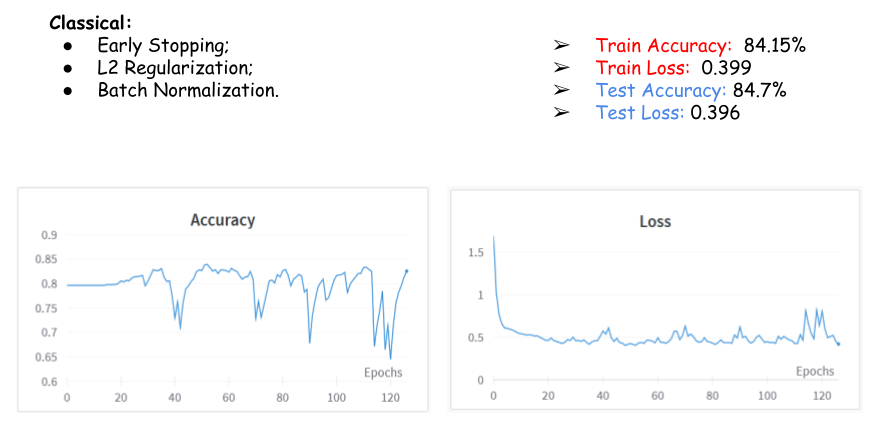 Classical:
● Early Stopping;
● L2 Regularization;
● Batch Normalization.
➢ Train Accuracy: 84.15%
➢ Train Loss: 0.399
➢ Test Accuracy: 84.7%
➢ Test Loss: 0.396
Accuracy
0.9
0.85
0.8
0.75
0.7
0.65
0.6
Epochs
0 20 40 60 80 100 120
Loss
1.5
1
0.5
0
Epochs
0 20 40 60 80 100 120